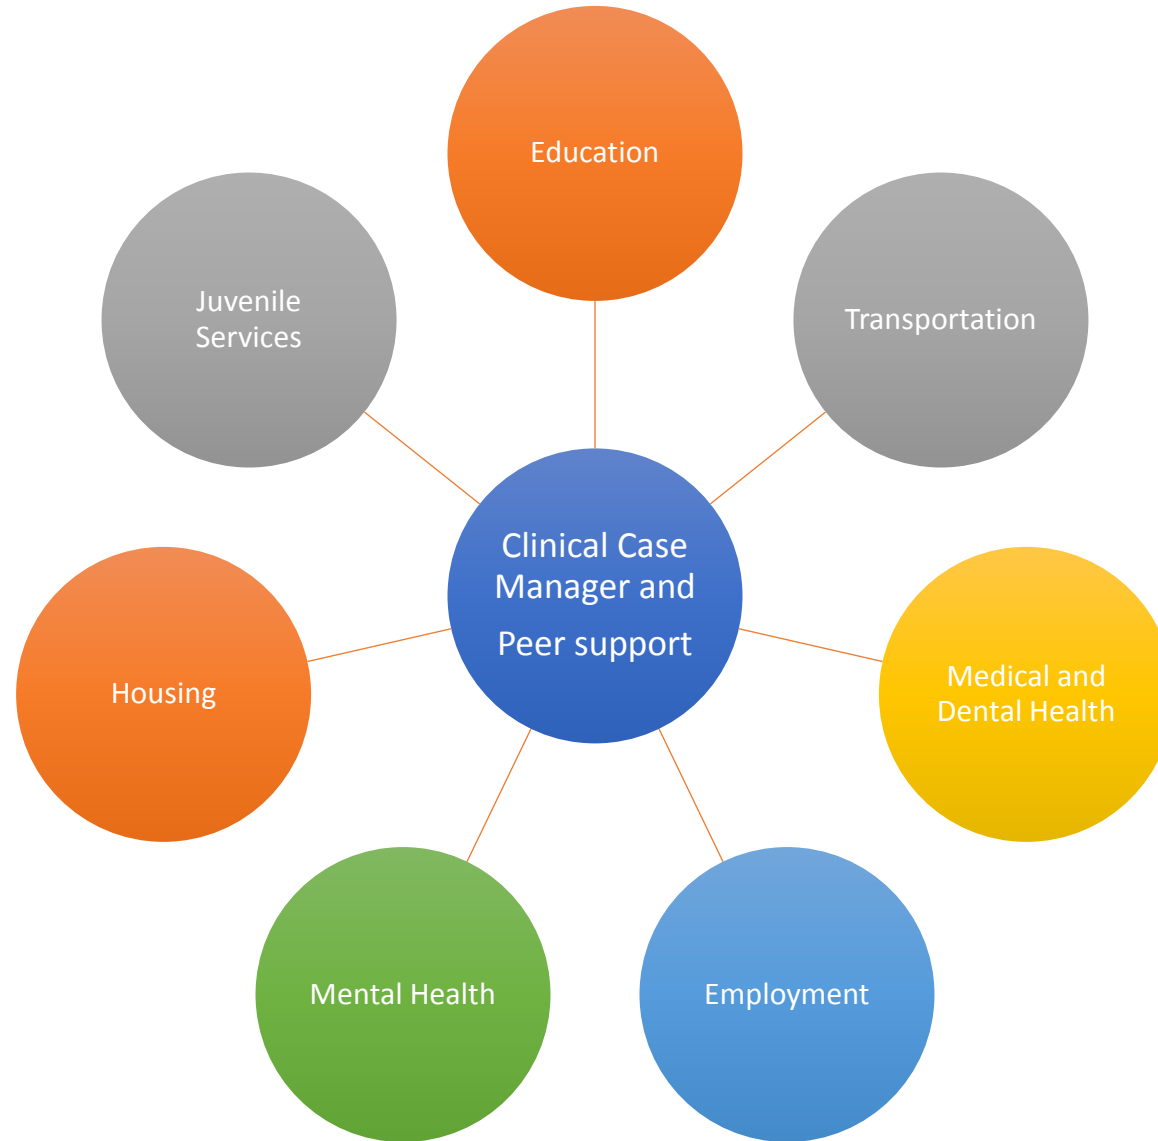 Education
Juvenile
Services
Transportation
Clinical Case
Manager and
Peer support
Housing
Medical and
Dental Health
Mental Health
Employment